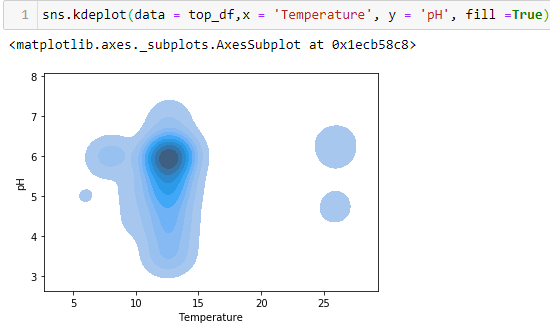 1 sns.kdeplot(data = top_df,x = 'Temperature', y = 'pH', fill =True)
<matplotlib.axes._subplots.AxesSubplot at 0x1ecb58c8>
8
7
6
5
4
3
pH
5 10 15 20 25
Temperature